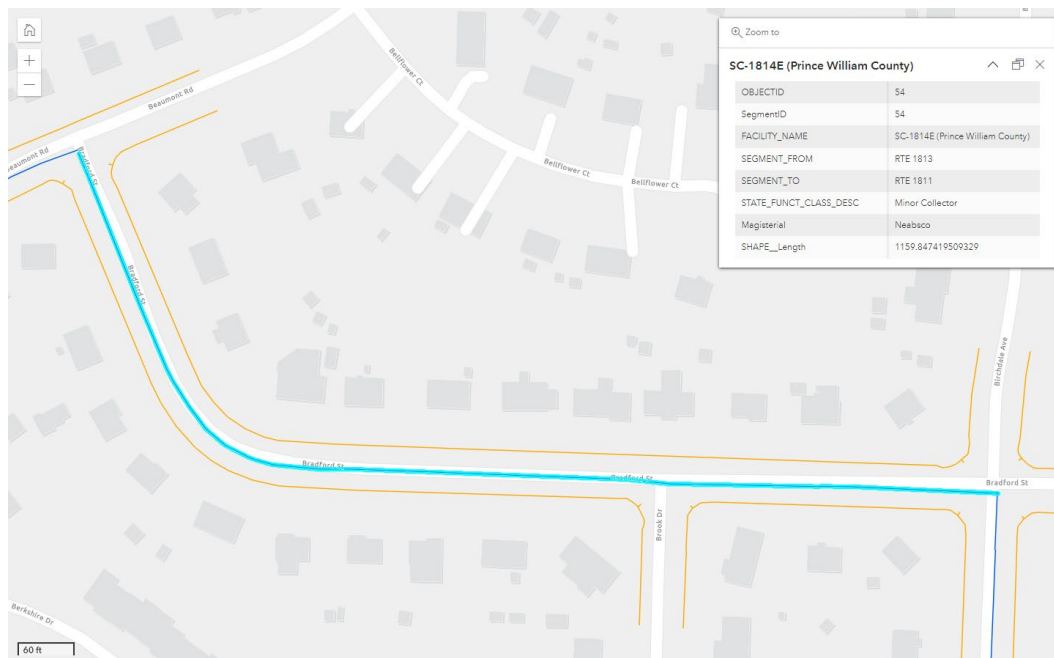 Zoom to
SC-1814E (Prince William County)
OBJECTID 54
SegmentID 54
FACILITY_NAME SC-1814E (Prince William County)
SEGMENT_FROM RTE 1813
SEGMENT_TO RTE 1811
STATE_FUNCT_CLASS_DESC Minor Collector
Magisterial Neabsco
SHAPE__Length 1159.847419509329
Bellflower Ct
Beaumont Rd
Beaumont Rd
Bradford St
Bellflower Ct
Bellflower Ct
Bradford St
Birchdale Ave
Bradford St
Bradford St
Bradford St
Brook Dr
Berkshire Dr
60 ft